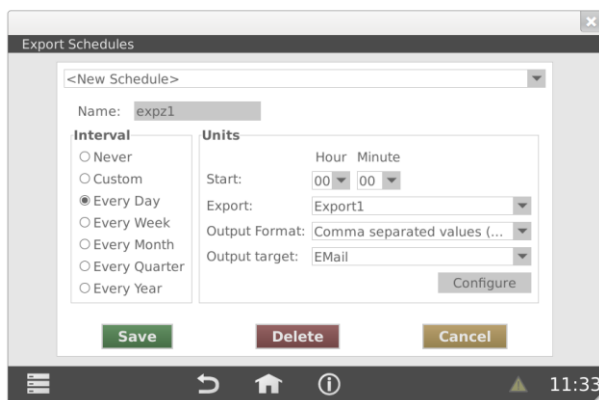 Export Schedules
<New Schedule>
Name: expz1
Interval
Never
Custom
Every Day
Every Week
Every Month
Every Quarter
Every Year
Units
Hour Minute
Start: 00 00
Export: Export1
Output Format: Comma separated values (...
Output target: EMail
Configure
Save Delete Cancel
11:33